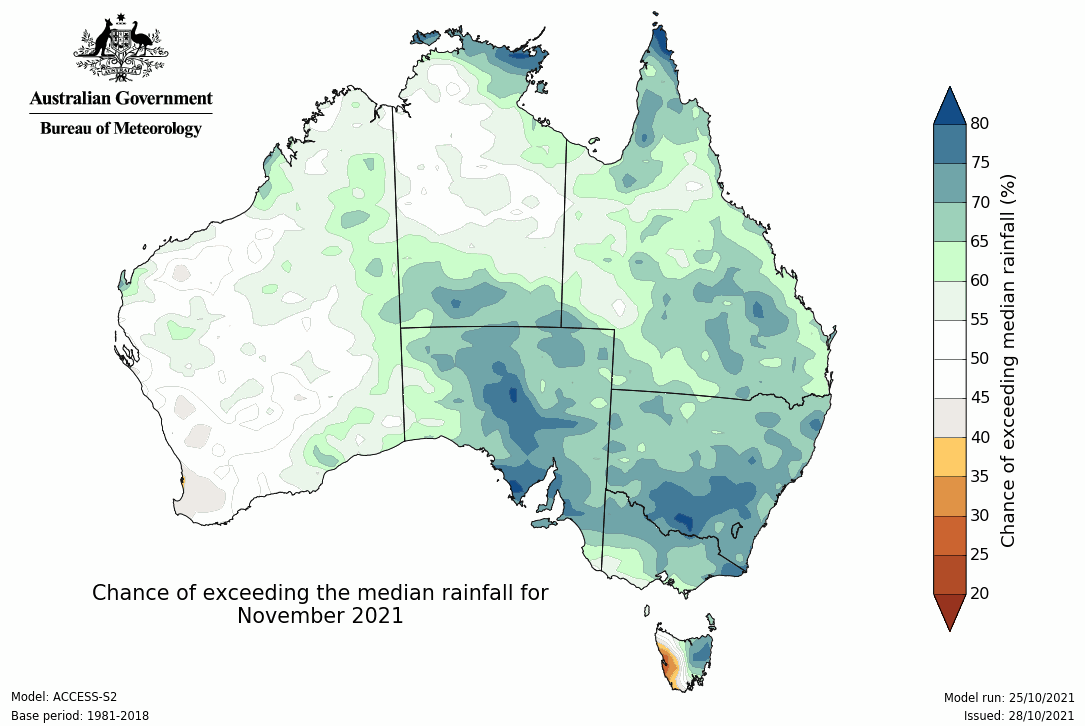 AUSTRALIA
Australian Government
Bureau of Meteorology
80
75
70
65
60
55
50
45
40
35
30
25
20
Chance of exceeding median rainfall (%)
Chance of exceeding the median rainfall for
November 2021
Model: ACCESS-S2
Base period: 1981-2018
Model run: 25/10/2021
Issued: 28/10/2021